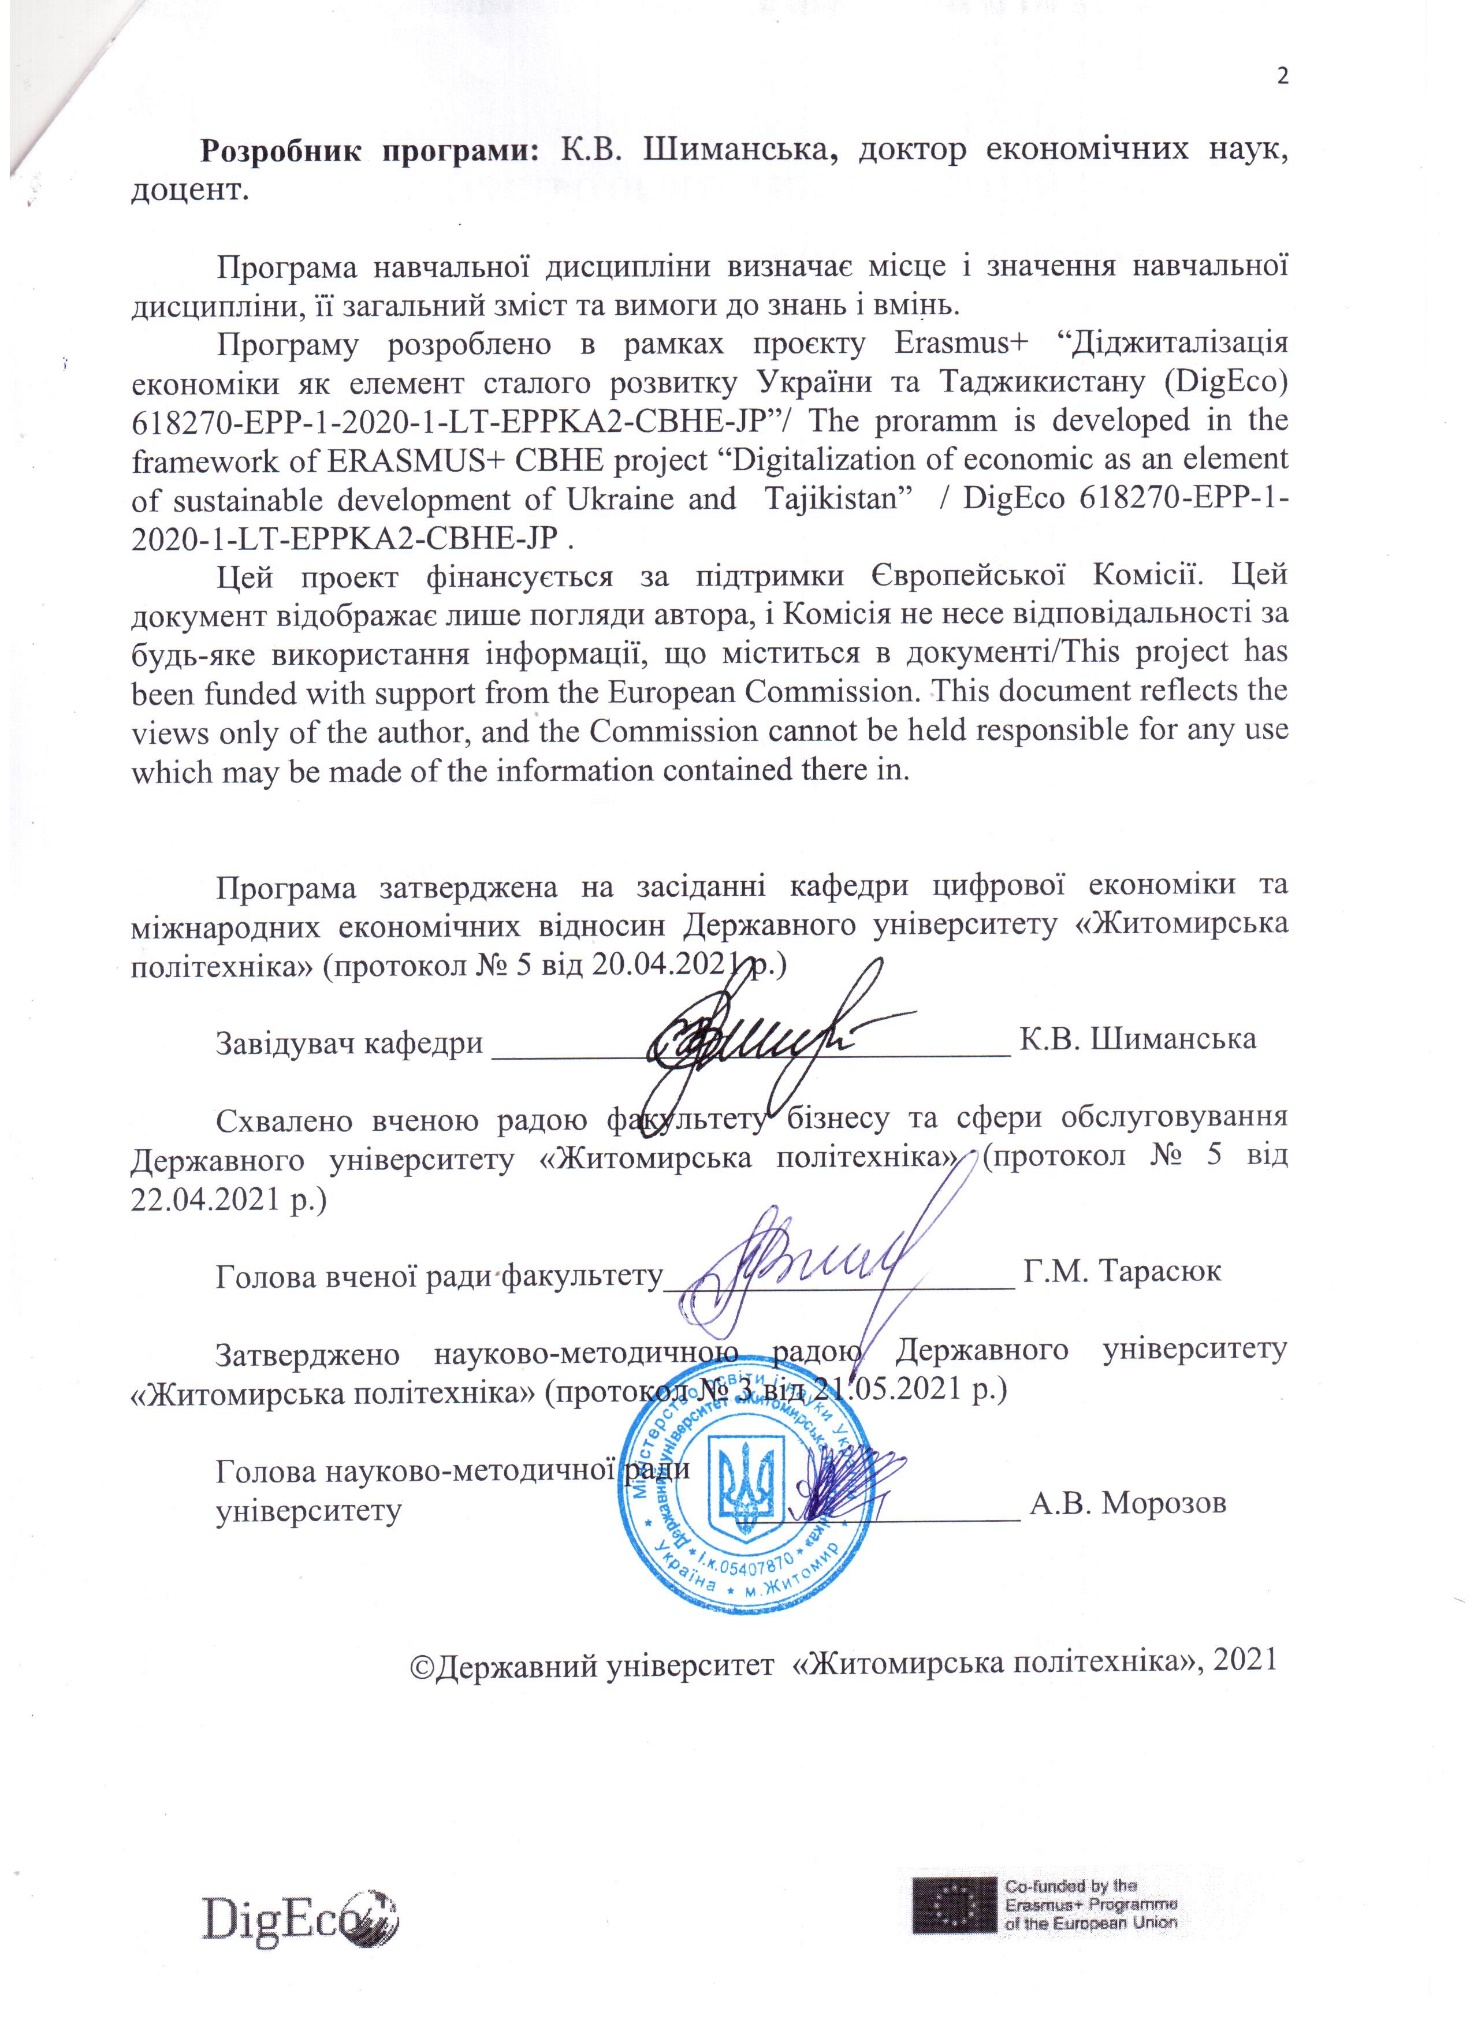 2
Розробник програми: К.В. Шиманська, доктор економічних наук,
доцент.
Програма навчальної дисципліни визначає місце і значення навчальної
дисципліни, її загальний зміст та вимоги до знань і вмінь.
Програму розроблено в рамках проєкту Erasmus+ “Діджиталізація
економіки як елемент сталого розвитку України та Таджикистану (DigEco)
618270-EPP-1-2020-1-LT-EPPKA2-CBHE-JP”/ The proramm is developed in the
framework of ERASMUS+ CBHE project “Digitalization of economic as an element
of sustainable development of Ukraine and Tajikistan” / DigEco 618270-EPP-1-
2020-1-LT-EPPKA2-CBHE-JP .
Цей проект фінансується за підтримки Європейської Комісії. Цей
документ відображає лише погляди автора, і Комісія не несе відповідальності за
будь-яке використання інформації, що міститься в документі/This project has
been funded with support from the European Commission. This document reflects the
views only of the author, and the Commission cannot be held responsible for any use
which may be made of the information contained there in.
Програма затверджена на засіданні кафедри цифрової економіки та
міжнародних економічних відносин Державного університету «Житомирська
політехніка» (протокол № 5 від 20.04.2021 р.)
Завідувач кафедри К.В. Шиманська
Схвалено вченою радою факультету бізнесу та сфери обслуговування
Державного університету «Житомирська політехніка» (протокол № 5 від
22.04.2021 р.)
Голова вченої ради факультету Г.М. Тарасюк
Затверджено науково-методичною радою Державного університету
«Житомирська політехніка» (протокол № 3 від 21.05.2021 р.)
Голова науково-методичної ради
університету А.В. Морозов
Міністерство освіти і науки України
Державний університет «Житомирська
І.к.05407870
Україна * м.Житомир
©Державний університет «Житомирська політехніка», 2021
DigEco
Co-funded by the
Erasmus+ Programme
of the European Union